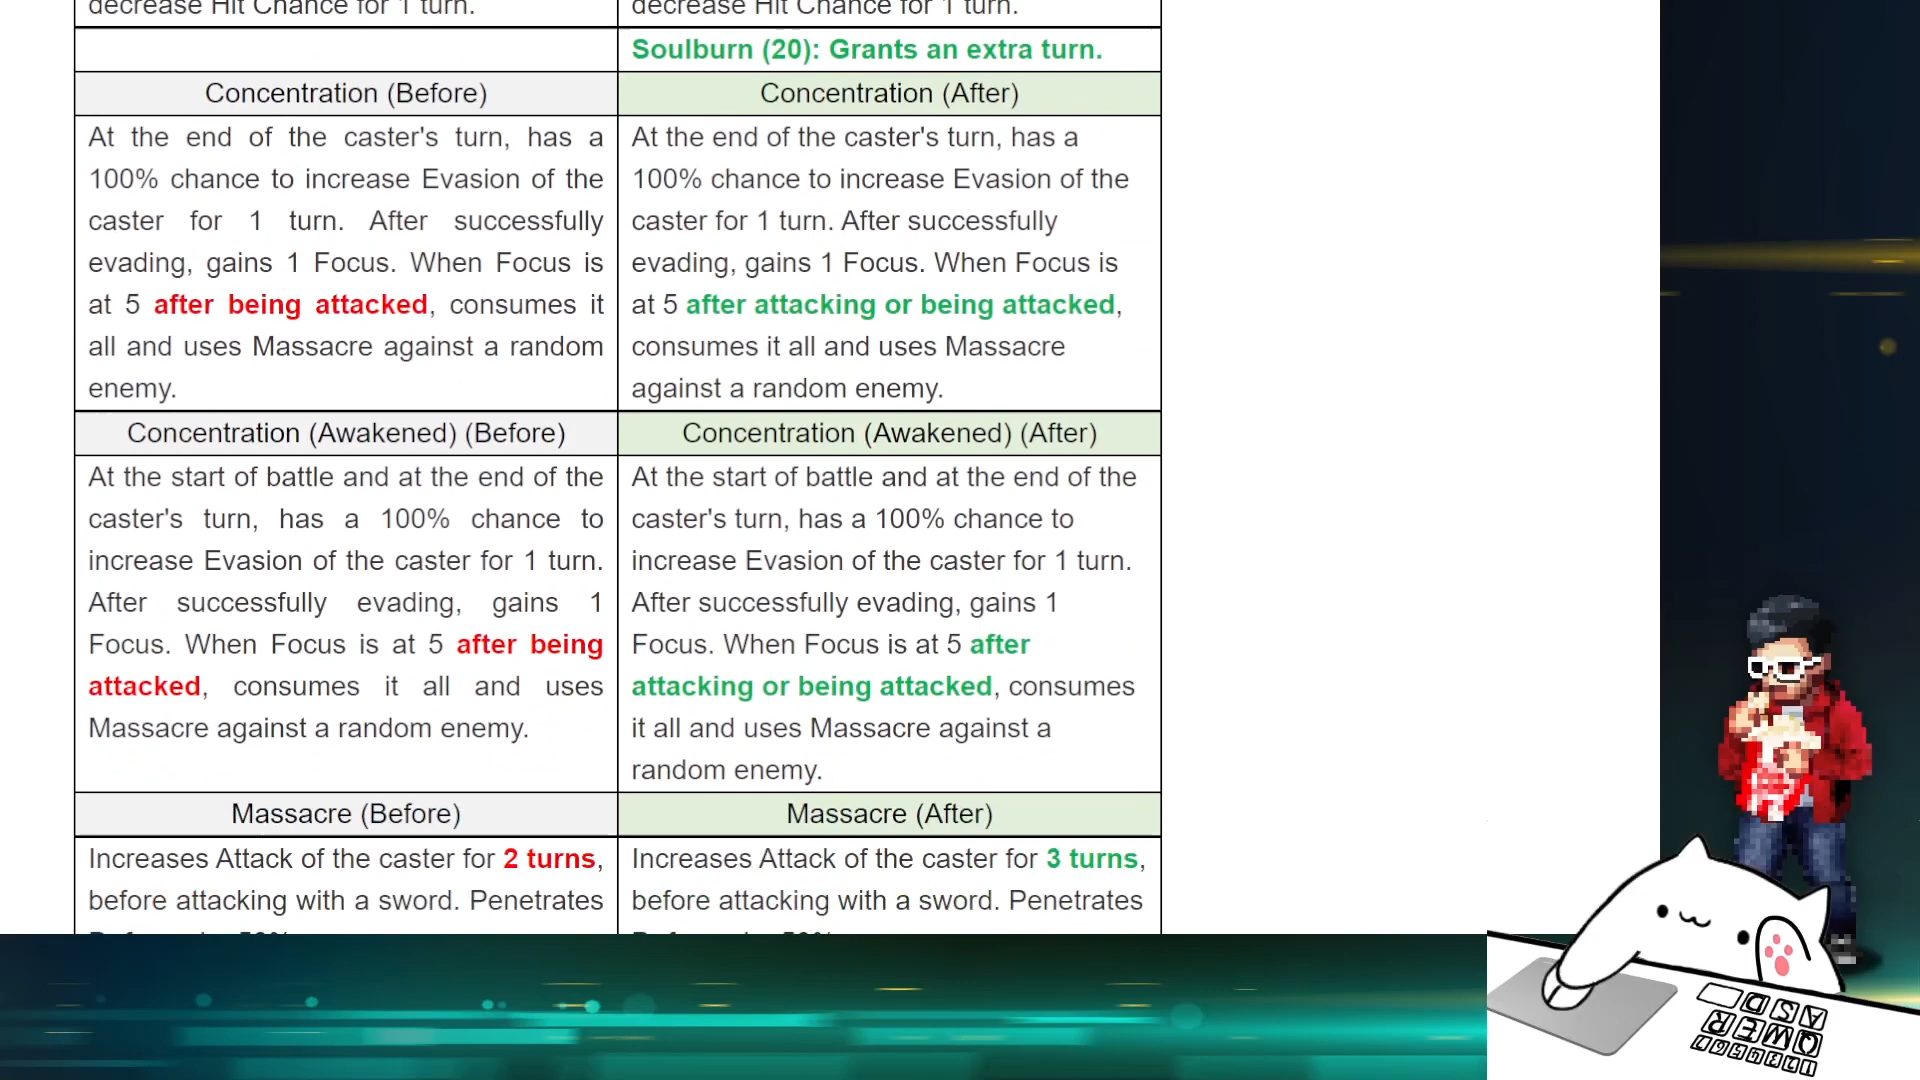 decrease Hit Chance for 1 turn.
decrease Hit Chance for 1 turn.
Soulburn (20): Grants an extra turn.
Concentration (Before)
Concentration (After)
At the end of the caster's turn, has a
100% chance to increase Evasion of the
caster for 1 turn. After successfully
evading, gains 1 Focus. When Focus is
at 5 after being attacked, consumes it
all and uses Massacre against a random
enemy.
At the end of the caster's turn, has a
100% chance to increase Evasion of the
caster for 1 turn. After successfully
evading, gains 1 Focus. When Focus is
at 5 after attacking or being attacked,
consumes it all and uses Massacre
against a random enemy.
Concentration (Awakened) (Before)
Concentration (Awakened) (After)
At the start of battle and at the end of the
caster's turn, has a 100% chance to
increase Evasion of the caster for 1 turn.
After successfully evading, gains 1
Focus. When Focus is at 5 after being
attacked, consumes it all and uses
Massacre against a random enemy.
At the start of battle and at the end of the
caster's turn, has a 100% chance to
increase Evasion of the caster for 1 turn.
After successfully evading, gains 1
Focus. When Focus is at 5 after
attacking or being attacked, consumes
it all and uses Massacre against a
random enemy.
Massacre (Before)
Massacre (After)
Increases Attack of the caster for 2 turns,
before attacking with a sword. Penetrates
Increases Attack of the caster for 3 turns,
before attacking with a sword. Penetrates
A S D
Q W E R